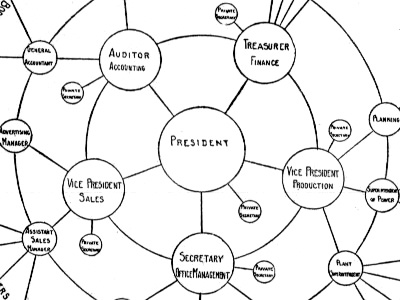 PRIVATE
SECRETARY
TREASURER
FINANCE
GENERAL
ACCOUNTANT
AUDITOR
ACCOUNTING
PRIVATE
SECRETARY
PLANNING
ADVERTISING
MANAGER
PRESIDENT
PRIVATE
SECRETARY
VICE PRESIDENT
SALES
VICE PRESIDENT
PRODUCTION
SUPERINTENDENT
OF POWER
PRIVATE
SECRETARY
ASSISTANT
SALES
MANAGER
PRIVATE
SECRETARY
SECRETARY
OFFICE MANAGEMENT
PRIVATE
SECRETARY
PLANT
SUPERINTENDENT